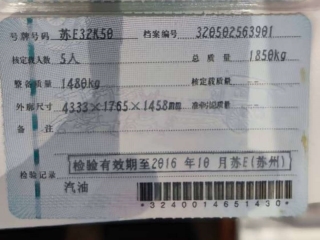 号牌号码 苏E32K50 档案编号 320502563901
核定载人数 5人 总质量 1850kg
整备质量 1480kg 核定载质量
外廓尺寸 4333×1765×1458mm 准牵引总质量
备注
检验有效期至2016 年10 月苏E(苏州)
检验记录
汽油
*3240014651430*